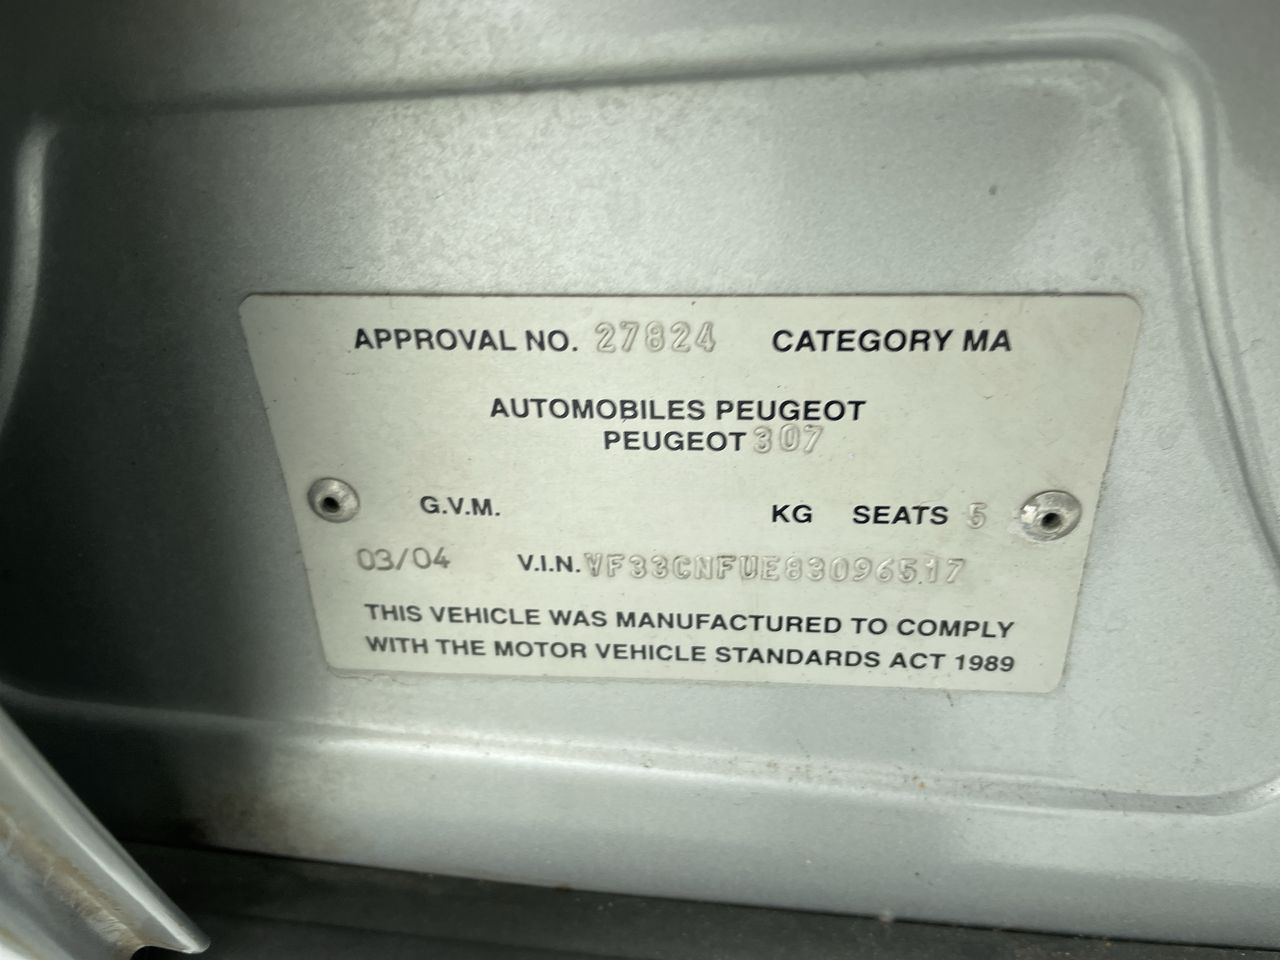 APPROVAL NO. 27824 CATEGORY MA
AUTOMOBILES PEUGEOT
PEUGEOT 307
G.V.M. KG SEATS 5
03/04 V.I.N. VF33CNFUE83096517
THIS VEHICLE WAS MANUFACTURED TO COMPLY
WITH THE MOTOR VEHICLE STANDARDS ACT 1989